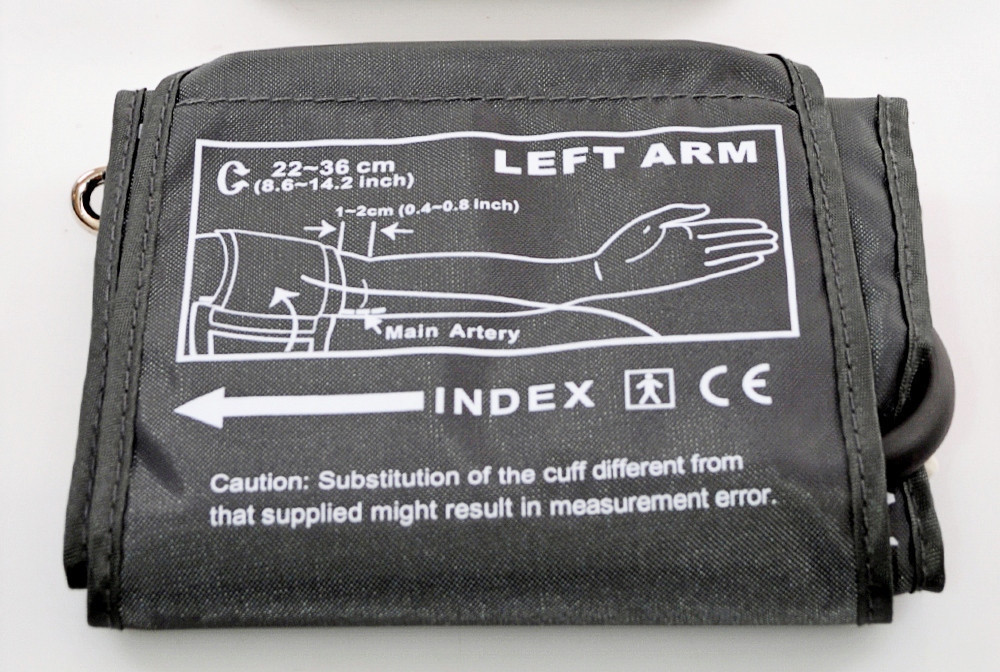 22~36 cm
(8.6~14.2 inch)
LEFT ARM
1~2cm (0.4~0.8 inch)
Main Artery
INDEX CE
Caution: Substitution of the cuff different from
that supplied might result in measurement error.